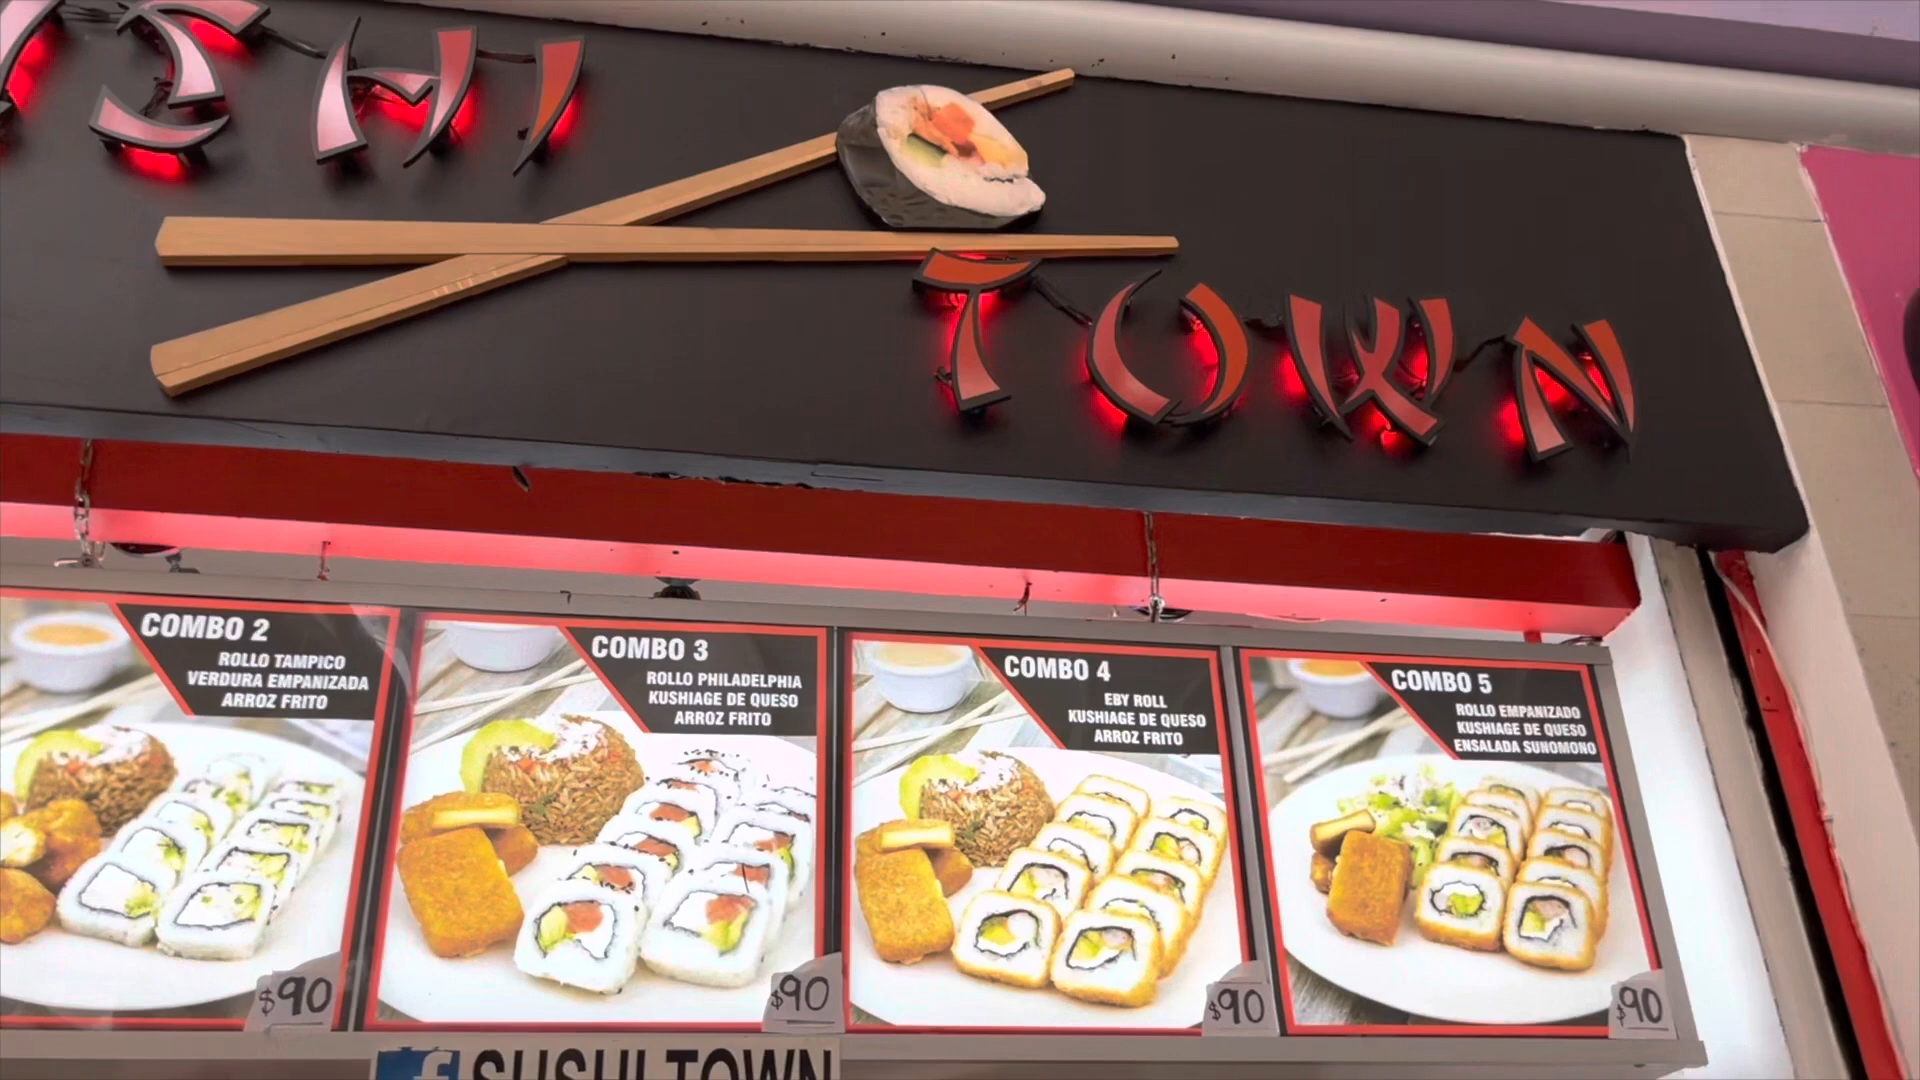 SHI
TOWN
COMBO 2
ROLLO TAMPICO
VERDURA EMPANIZADA
ARROZ FRITO
$90
COMBO 3
ROLLO PHILADELPHIA
KUSHIAGE DE QUESO
ARROZ FRITO
$90
COMBO 4
EBY ROLL
KUSHIAGE DE QUESO
ARROZ FRITO
$90
COMBO 5
ROLLO EMPANIZADO
KUSHIAGE DE QUESO
ENSALADA SUNOMONO
$90
f SUSHI TOWN